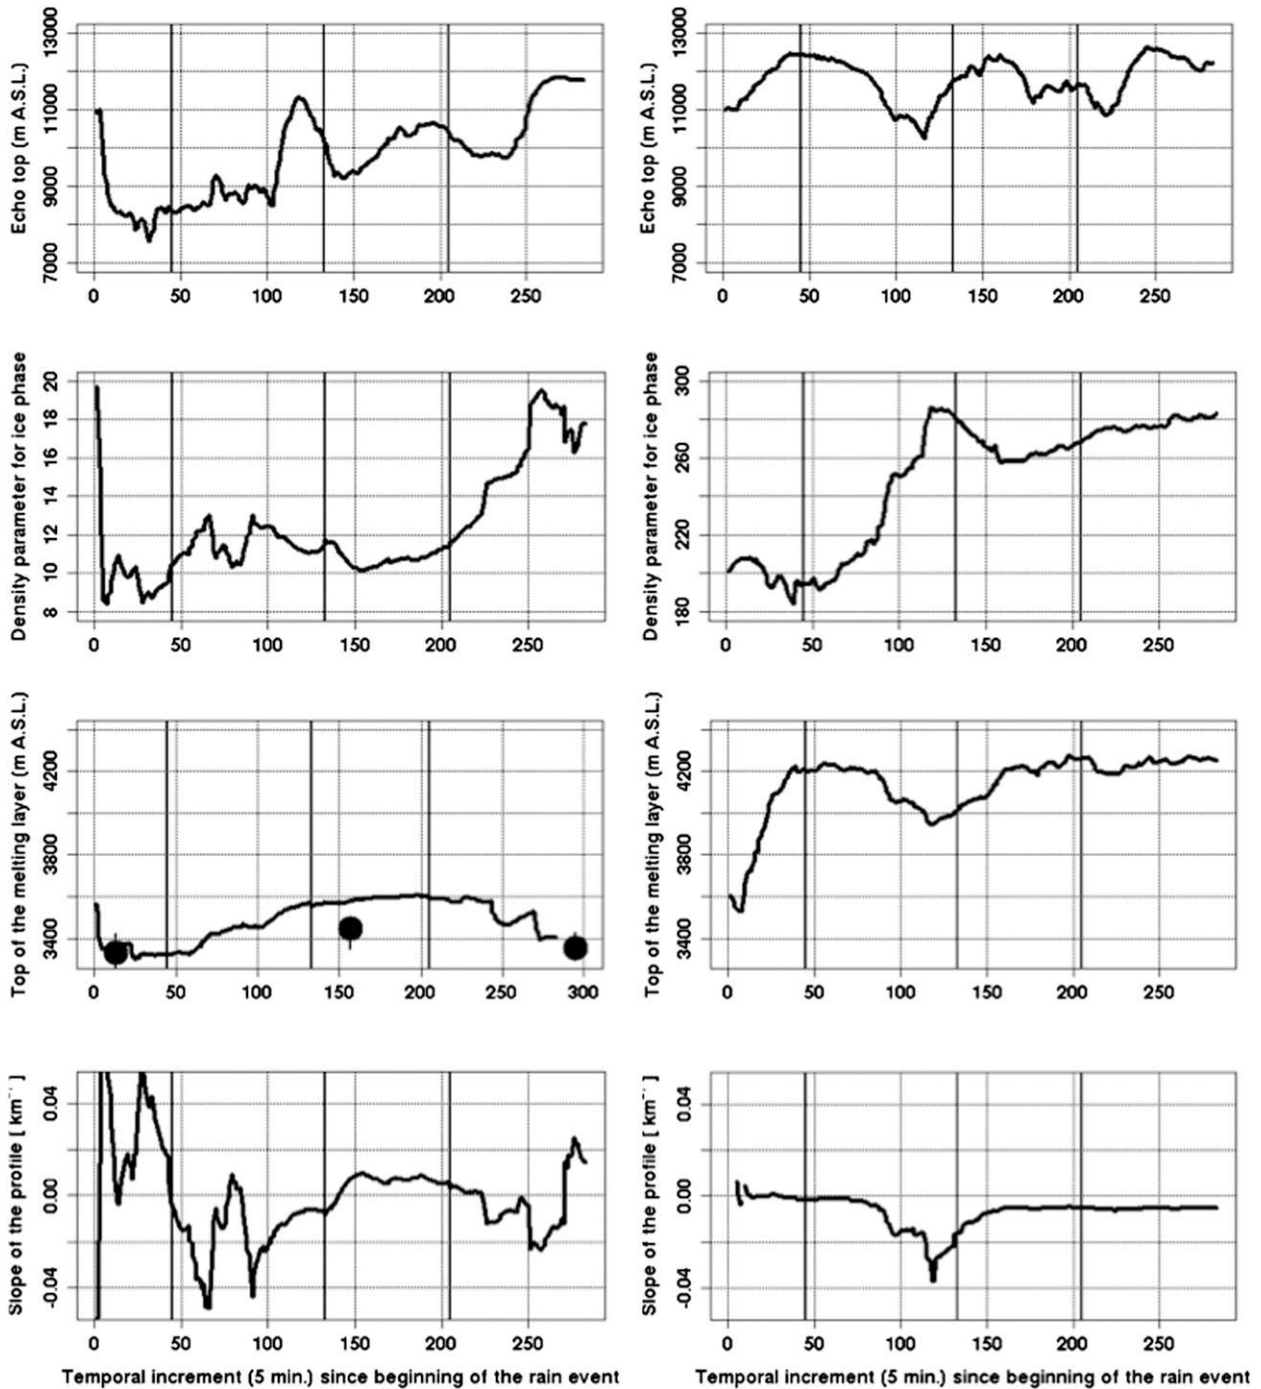 Echo top (m A.S.L.)
13000
11000
9000
7000
0 50 100 150 200 250
Echo top (m A.S.L.)
13000
11000
9000
7000
0 50 100 150 200 250
Density parameter for ice phase
20
18
16
14
12
10
8
0 50 100 150 200 250
Density parameter for ice phase
300
260
220
180
0 50 100 150 200 250
Top of the melting layer (m A.S.L.)
4200
3800
3400
0 50 100 150 200 250 300
Top of the melting layer (m A.S.L.)
4200
3800
3400
0 50 100 150 200 250
Slope of the profile [ km⁻¹ ]
0.04
0.00
-0.04
0 50 100 150 200 250
Temporal increment (5 min.) since beginning of the rain event
Slope of the profile [ km⁻¹ ]
0.04
0.00
-0.04
0 50 100 150 200 250
Temporal increment (5 min.) since beginning of the rain event